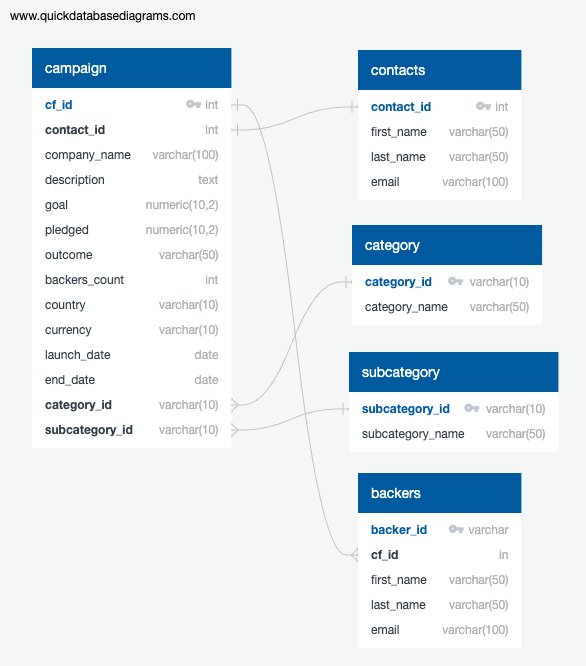 www.quickdatabasediagrams.com
campaign
cf_id int
contact_id int
company_name varchar(100)
description text
goal numeric(10,2)
pledged numeric(10,2)
outcome varchar(50)
backers_count int
country varchar(10)
currency varchar(10)
launch_date date
end_date date
category_id varchar(10)
subcategory_id varchar(10)
contacts
contact_id int
first_name varchar(50)
last_name varchar(50)
email varchar(100)
category
category_id varchar(10)
category_name varchar(50)
subcategory
subcategory_id varchar(10)
subcategory_name varchar(50)
backers
backer_id varchar
cf_id in
first_name varchar(50)
last_name varchar(50)
email varchar(100)